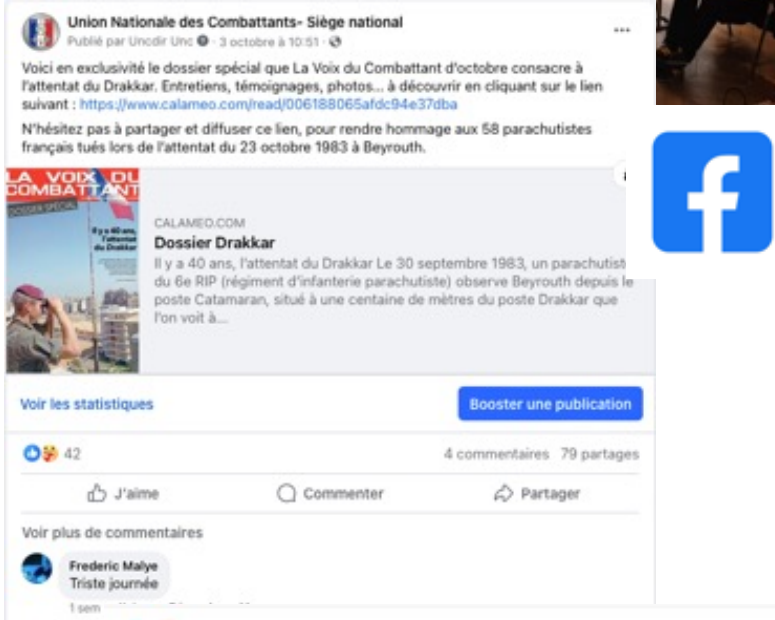 Union Nationale des Combattants- Siège national
Publié par Uncdir Unc · 3 octobre à 10:51 ·
Voici en exclusivité le dossier spécial que La Voix du Combattant d'octobre consacre à
l'attentat du Drakkar. Entretiens, témoignages, photos... à découvrir en cliquant sur le lien
suivant : https://www.calameo.com/read/006188065afdc94e37dba
N'hésitez pas à partager et diffuser ce lien, pour rendre hommage aux 58 parachutistes
français tués lors de l'attentat du 23 octobre 1983 à Beyrouth.
LA VOIX DU
COMBATTANT
DOSSIER SPÉCIAL
Il y a 40 ans,
l'attentat
du Drakkar
CALAMEO.COM
Dossier Drakkar
Il y a 40 ans, l'attentat du Drakkar Le 30 septembre 1983, un parachutist
du 6e RIP (régiment d'infanterie parachutiste) observe Beyrouth depuis le
poste Catamaran, situé à une centaine de mètres du poste Drakkar que
l'on voit à...
Voir les statistiques
Booster une publication
42
4 commentaires 79 partages
J'aime
Commenter
Partager
Voir plus de commentaires
Frederic Malye
Triste journée
1 sem